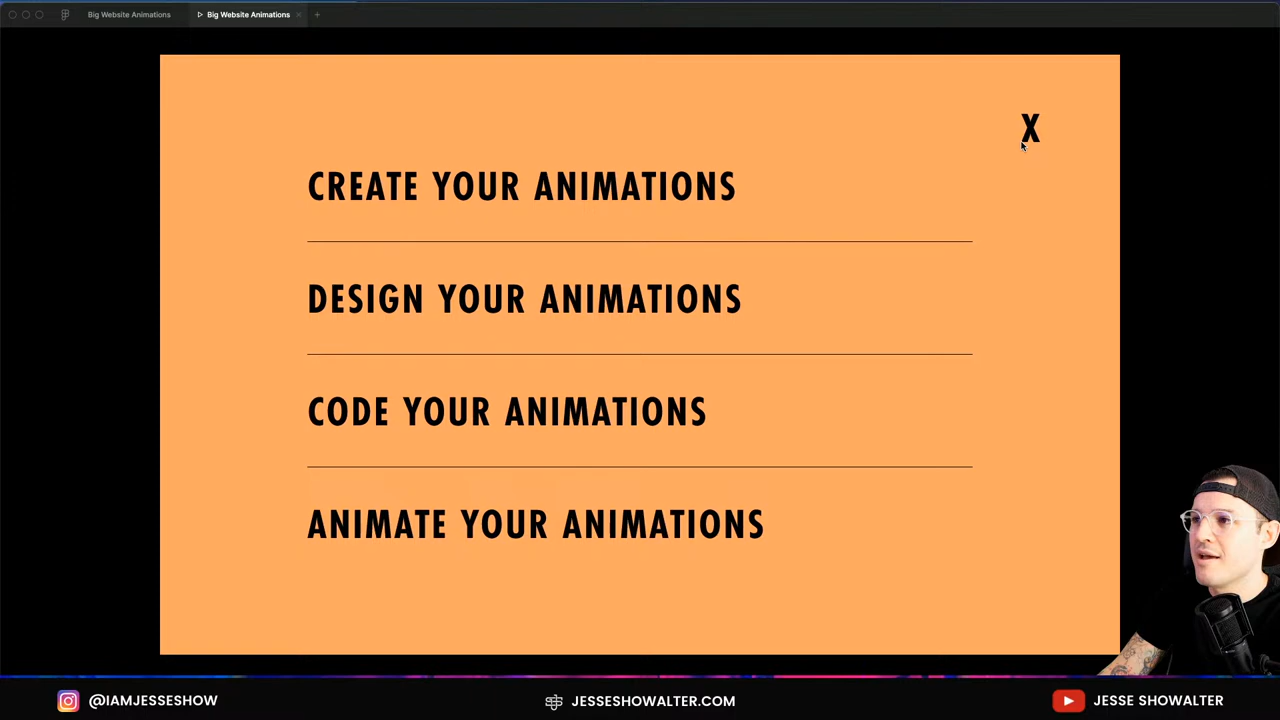 Big Website Animations
Big Website Animations
X
CREATE YOUR ANIMATIONS
DESIGN YOUR ANIMATIONS
CODE YOUR ANIMATIONS
ANIMATE YOUR ANIMATIONS
@IAMJESSESHOW
JESSESHOWALTER.COM
JESSE SHOWALTER